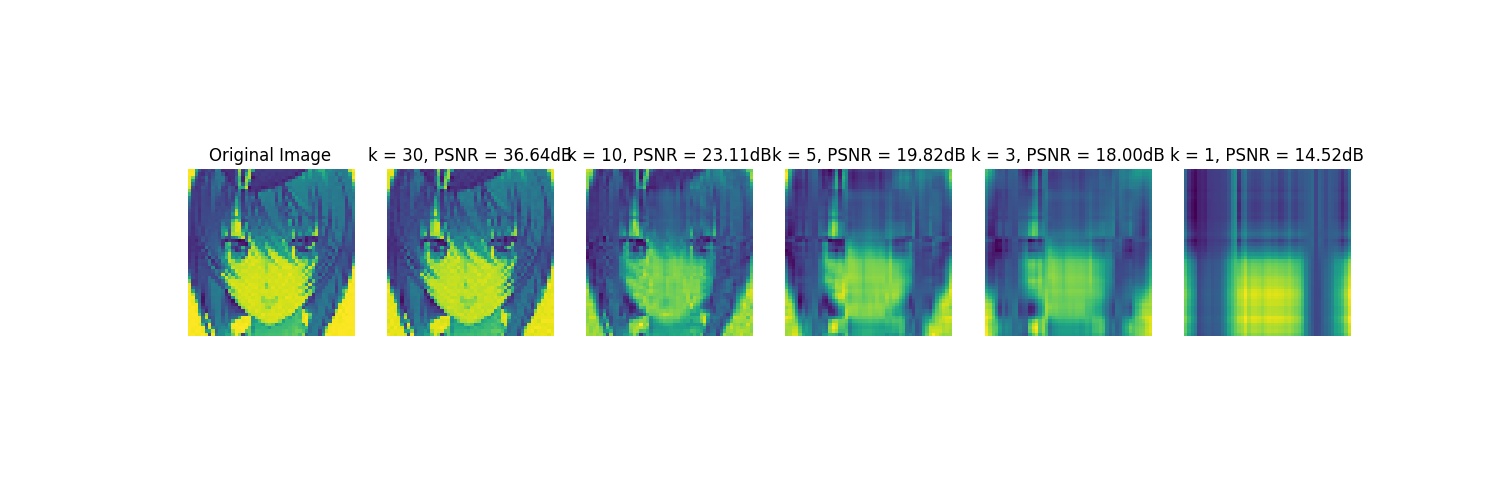 Original Image
k = 30, PSNR = 36.64dB
k = 10, PSNR = 23.11dB
k = 5, PSNR = 19.82dB
k = 3, PSNR = 18.00dB
k = 1, PSNR = 14.52dB